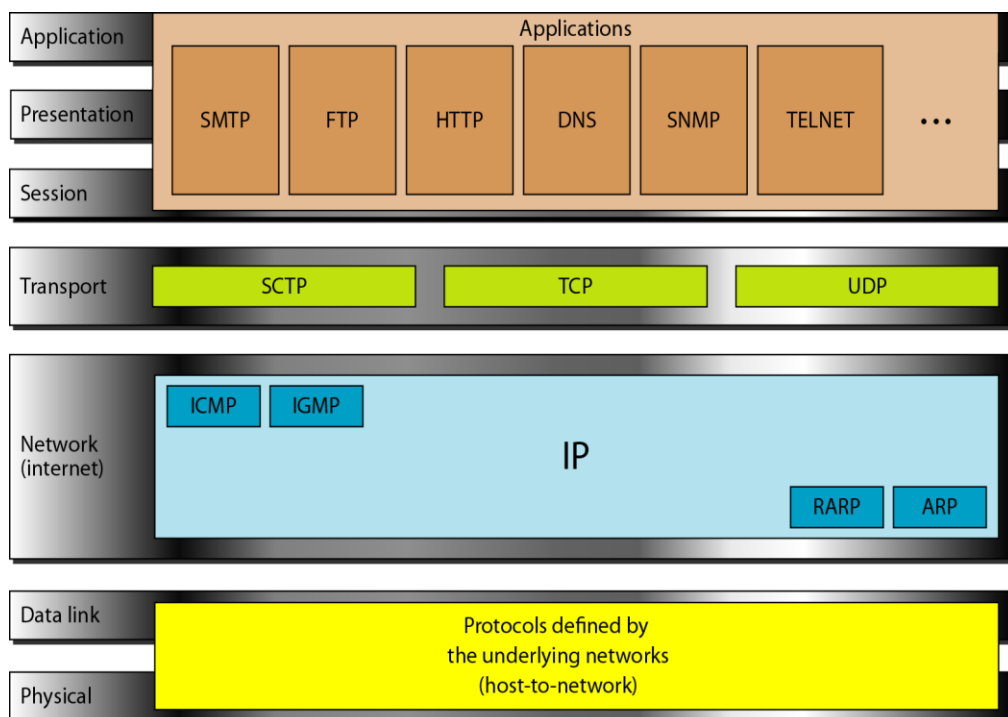 Application
Applications
Presentation
SMTP
FTP
HTTP
DNS
SNMP
TELNET
...
Session
Transport
SCTP
TCP
UDP
Network
(internet)
ICMP
IGMP
IP
RARP
ARP
Data link
Protocols defined by
the underlying networks
(host-to-network)
Physical